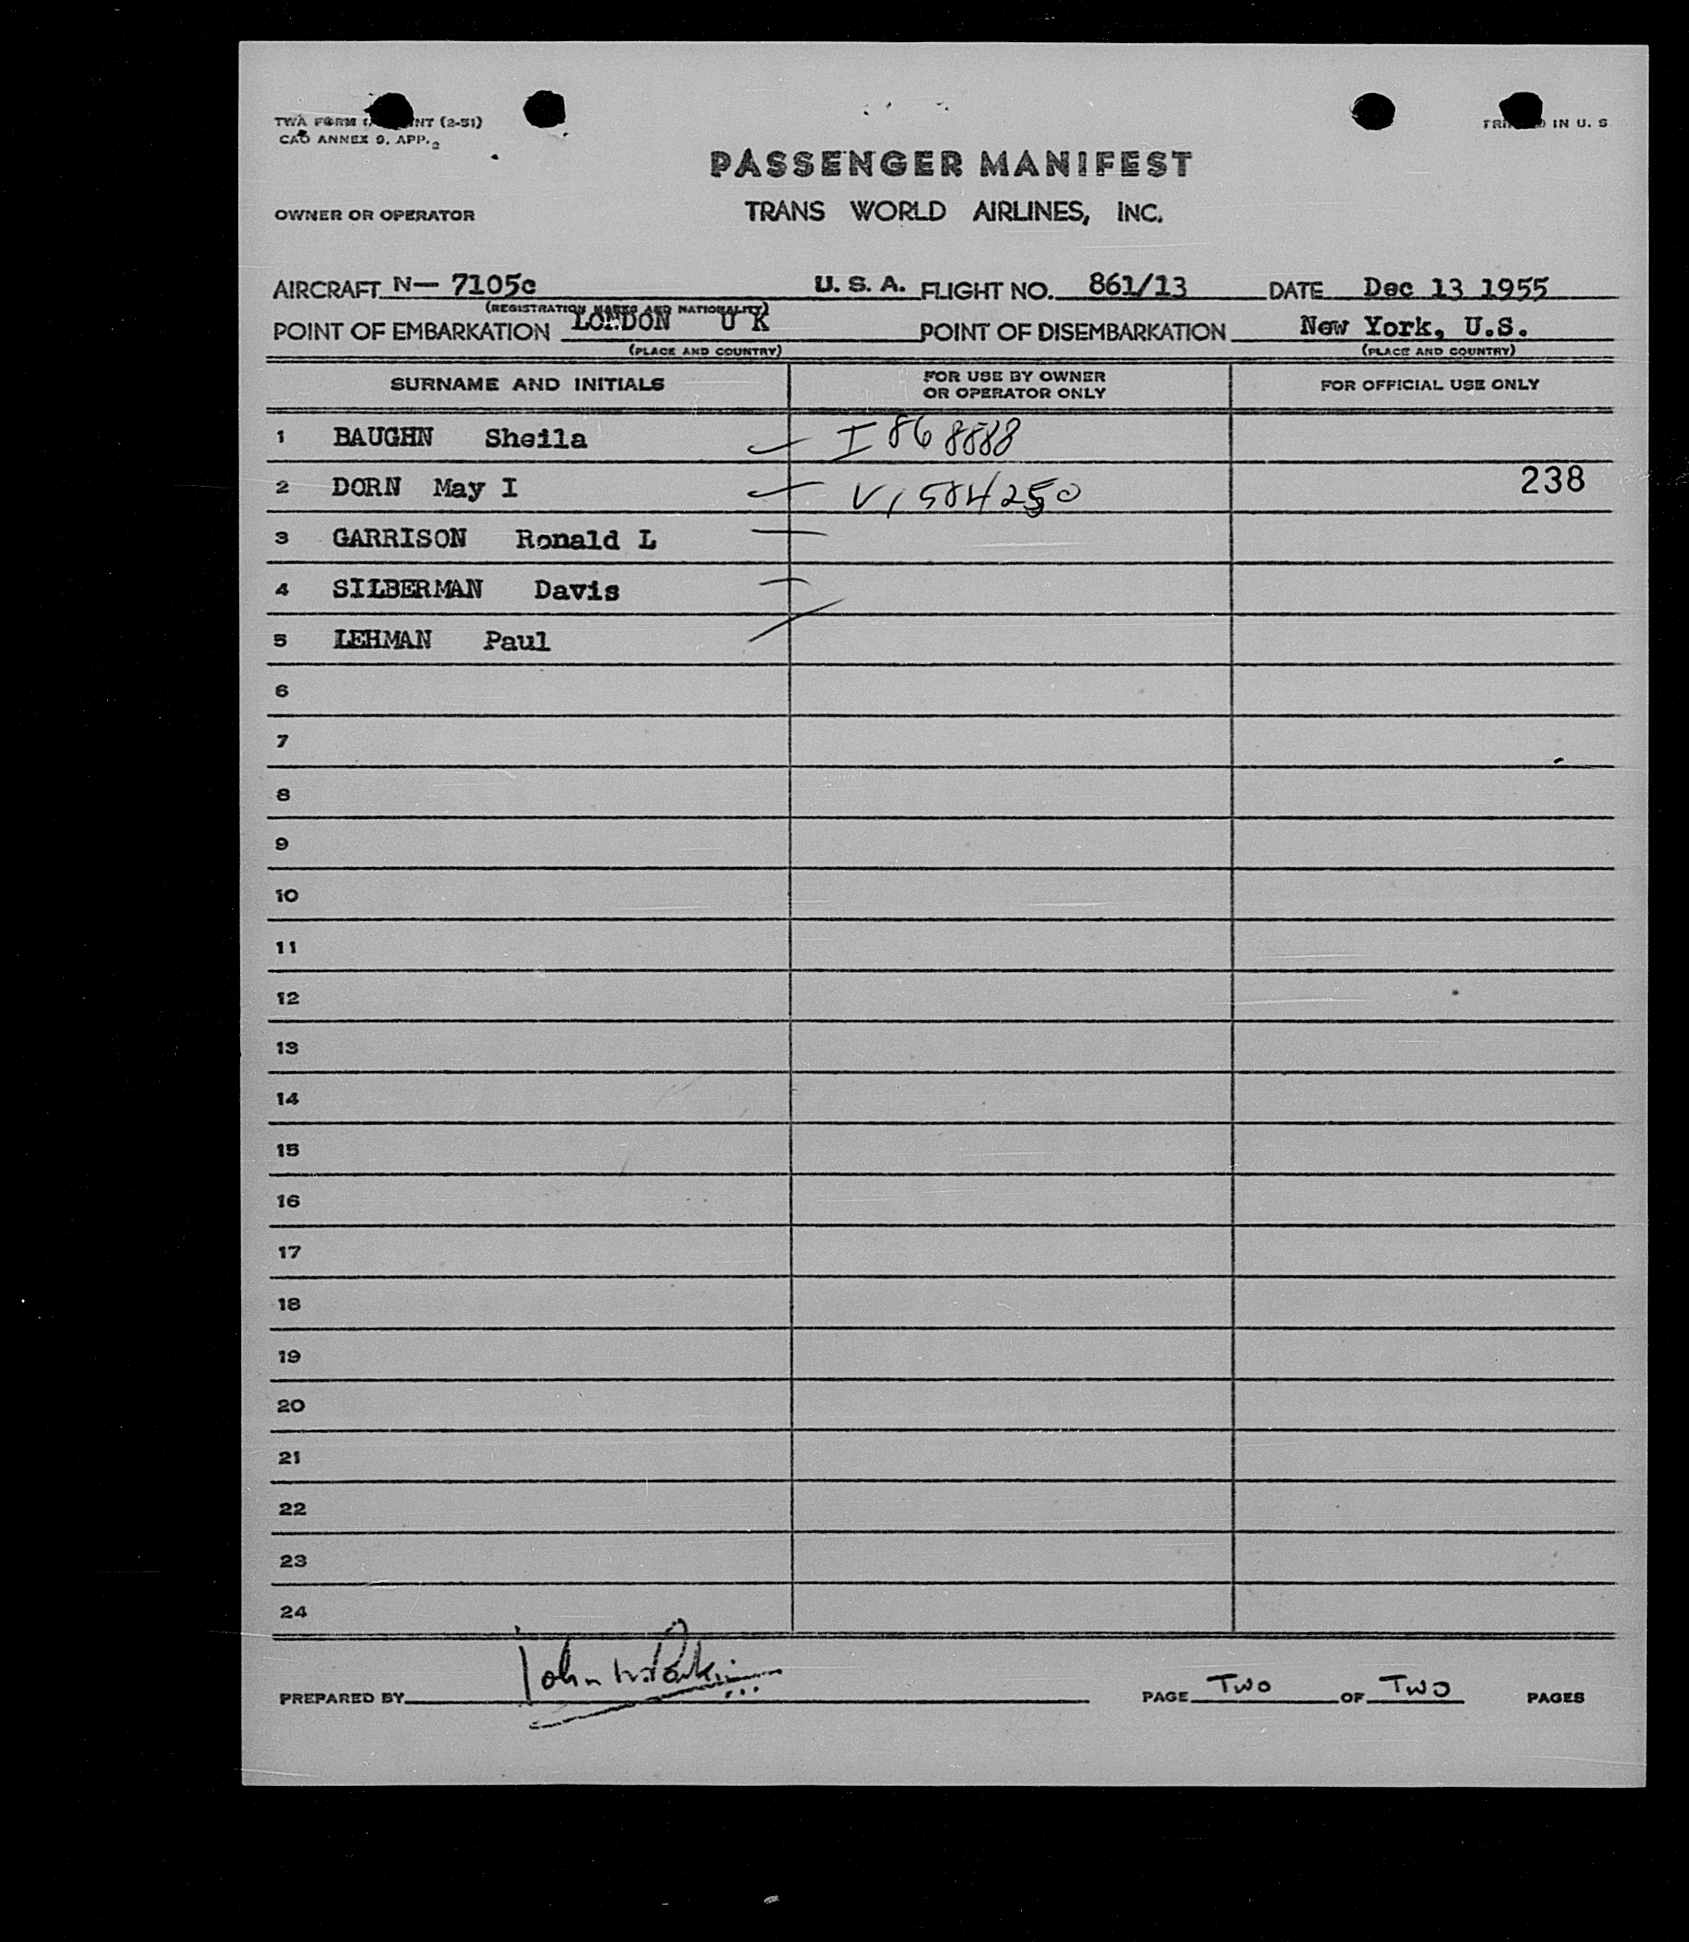 TWA FORM NT (2-51) PRINTED IN U. S
CAO ANNEX 9, APP. 2
PASSENGER MANIFEST
OWNER OR OPERATOR TRANS WORLD AIRLINES, INC.
AIRCRAFT N— 7105c U. S. A. FLIGHT NO. 861/13 DATE Dec 13 1955
(REGISTRATION MARKS AND NATIONALITY)
POINT OF EMBARKATION LONDON U K POINT OF DISEMBARKATION New York, U.S.
(PLACE AND COUNTRY) (PLACE AND COUNTRY)
SURNAME AND INITIALS FOR USE BY OWNER OR OPERATOR ONLY FOR OFFICIAL USE ONLY
1 BAUGHN Sheila I 868888
2 DORN May I V 1584250 238
3 GARRISON Ronald L
4 SILBERMAN Davis
5 LEHMAN Paul
6
7
8
9
10
11
12
13
14
15
16
17
18
19
20
21
22
23
24
PREPARED BY John PAGE Two OF Two PAGES